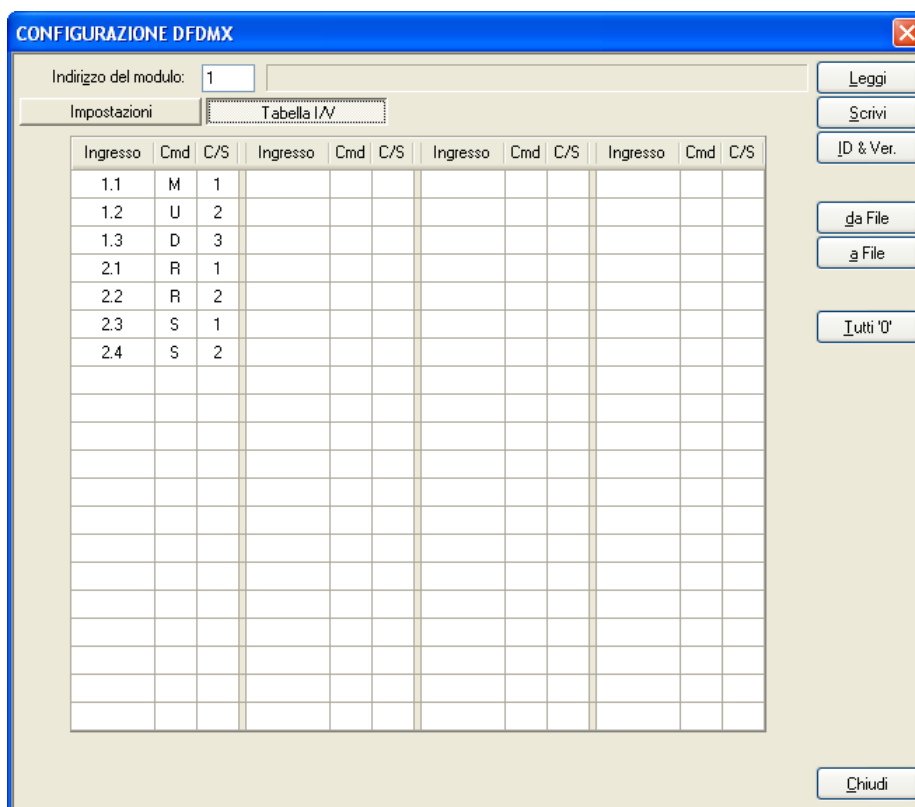 CONFIGURAZIONE DFDMX
Indirizzo del modulo: 1
Leggi
Impostazioni Tabella I/V
Scrivi
ID & Ver.
Ingresso Cmd C/S Ingresso Cmd C/S Ingresso Cmd C/S Ingresso Cmd C/S
1.1 M 1
1.2 U 2
da File
1.3 D 3
a File
2.1 R 1
2.2 R 2
2.3 S 1
Tutti '0'
2.4 S 2
Chiudi